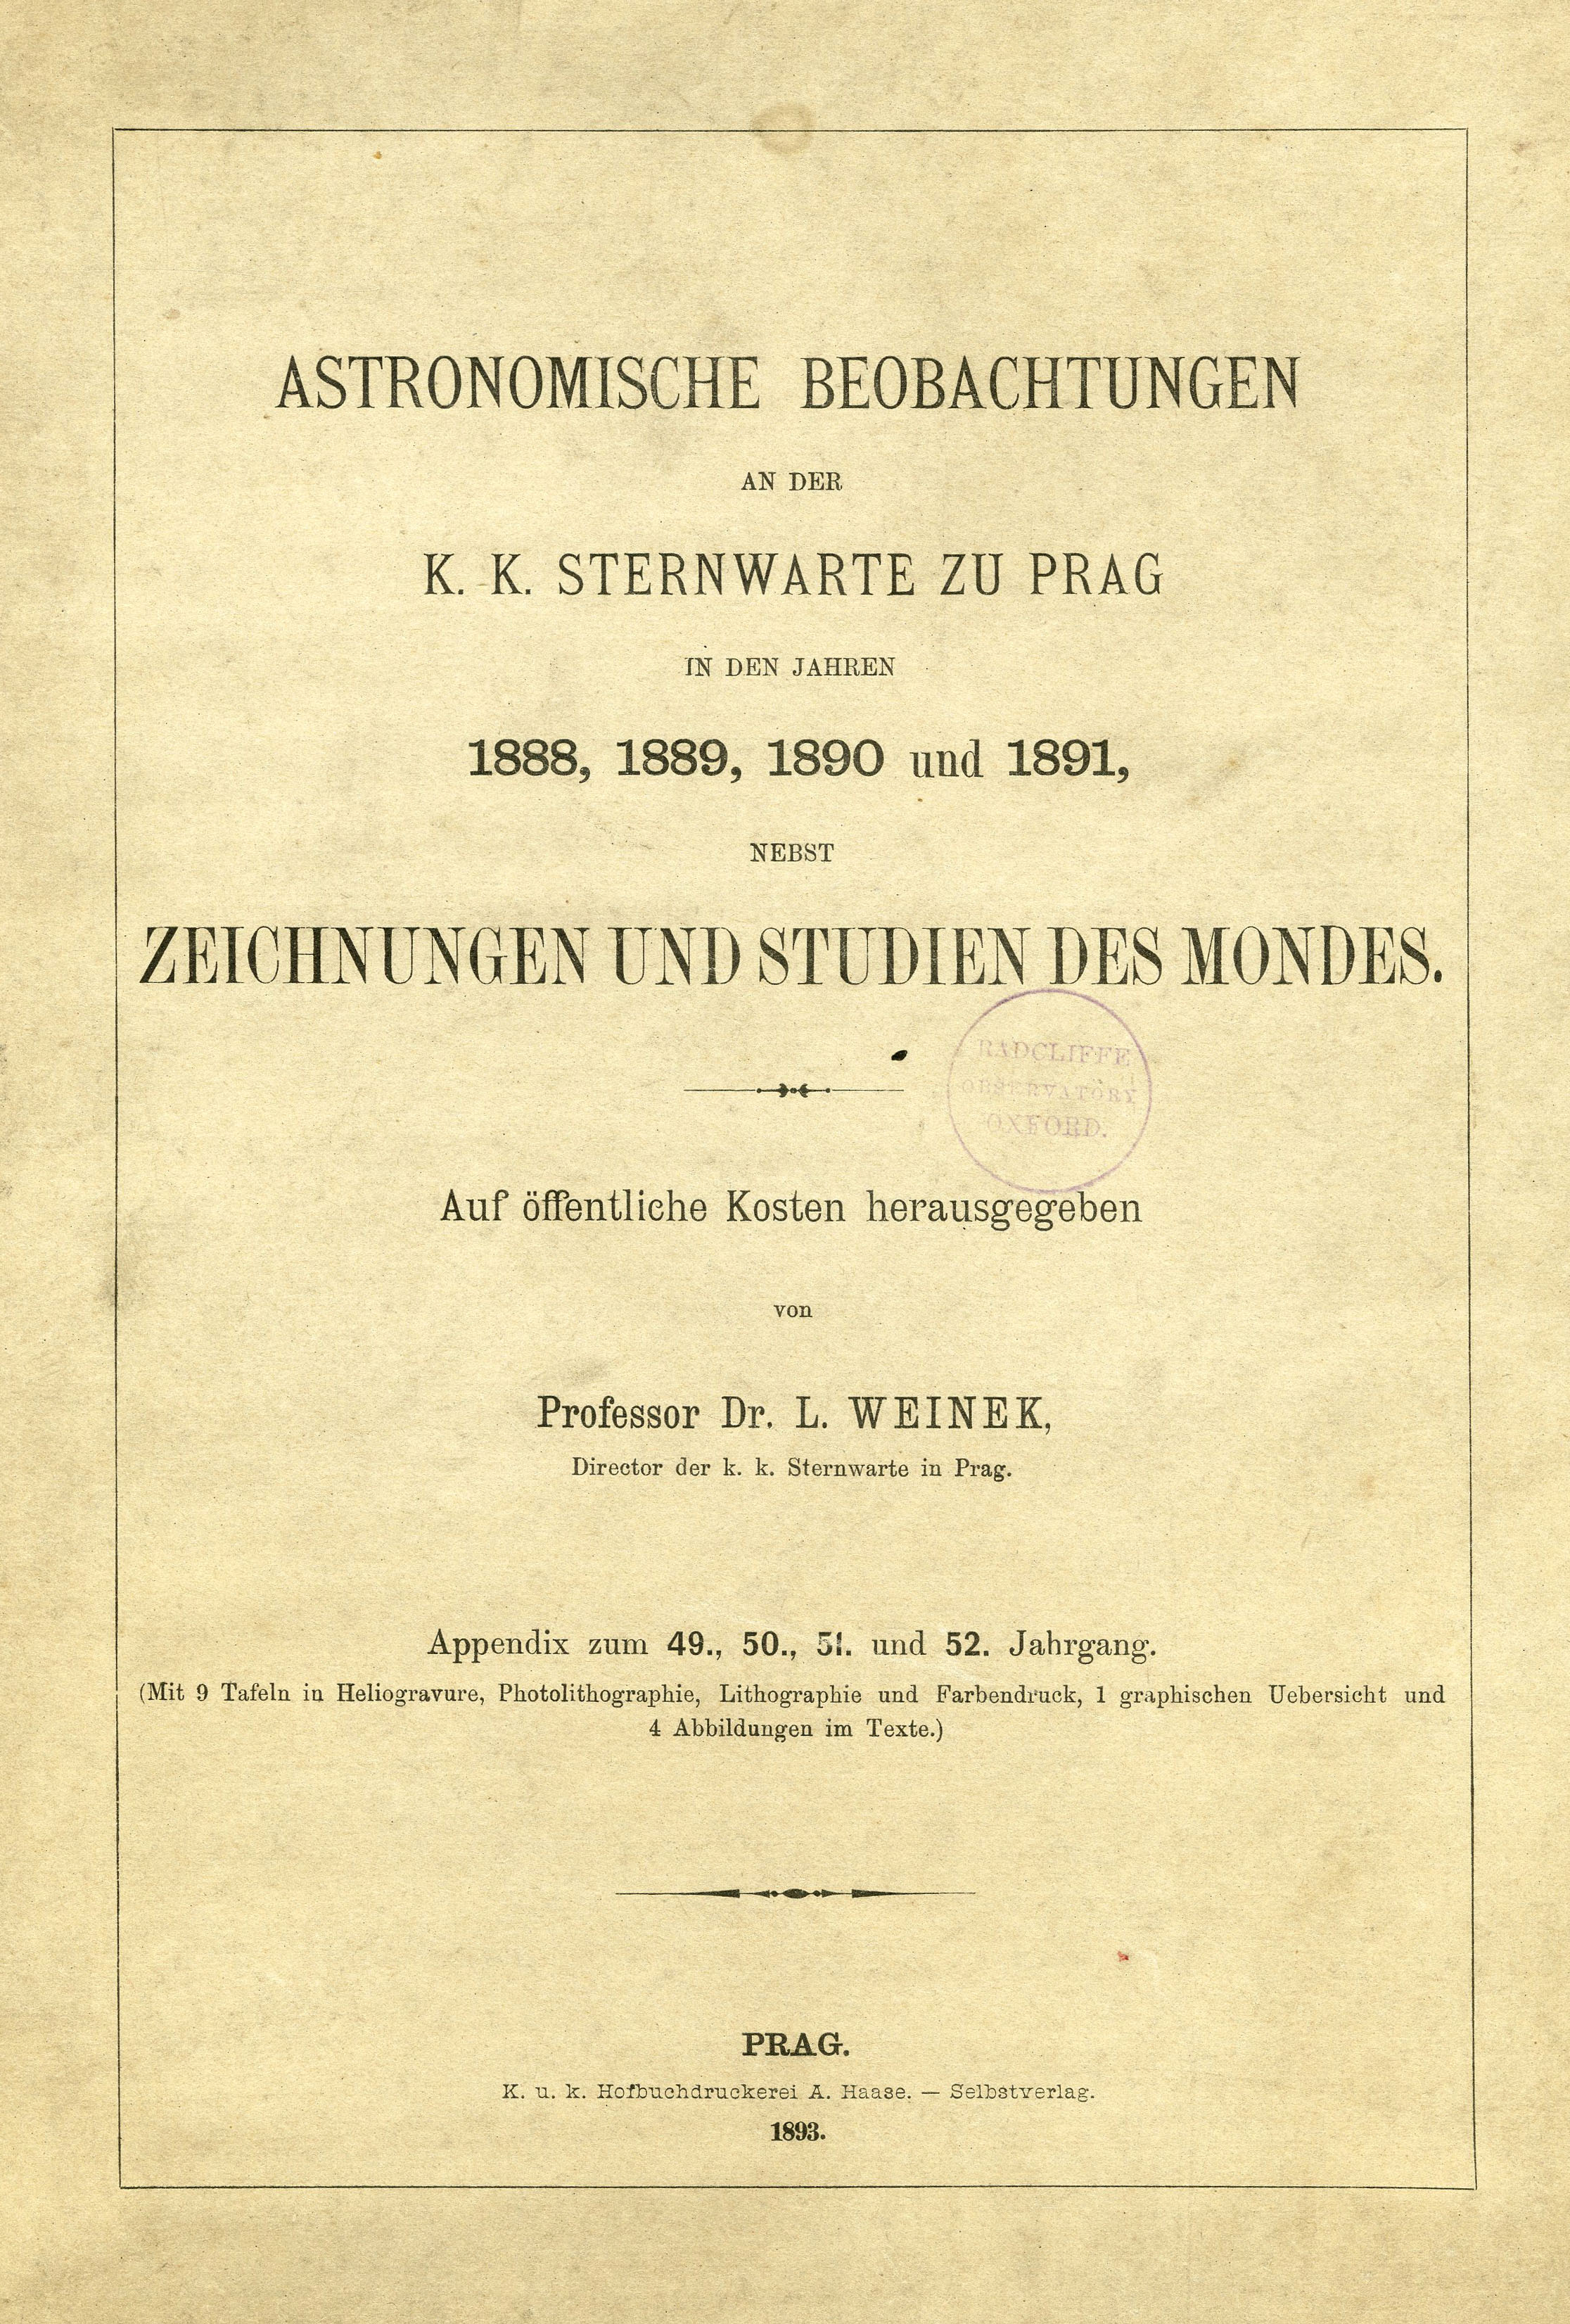 ASTRONOMISCHE BEOBACHTUNGEN
AN DER
K. K. STERNWARTE ZU PRAG
IN DEN JAHREN
1888, 1889, 1890 und 1891,
NEBST
ZEICHNUNGEN UND STUDIEN DES MONDES.
RADCLIFFE
OBSERVATORY
OXFORD.
Auf öffentliche Kosten herausgegeben
von
Professor Dr. L. WEINEK,
Director der k. k. Sternwarte in Prag.
Appendix zum 49., 50., 51. und 52. Jahrgang.
(Mit 9 Tafeln in Heliogravure, Photolithographie, Lithographie und Farbendruck, 1 graphischen Uebersicht und
4 Abbildungen im Texte.)
PRAG.
K. u. k. Hofbuchdruckerei A. Haase. — Selbstverlag.
1893.